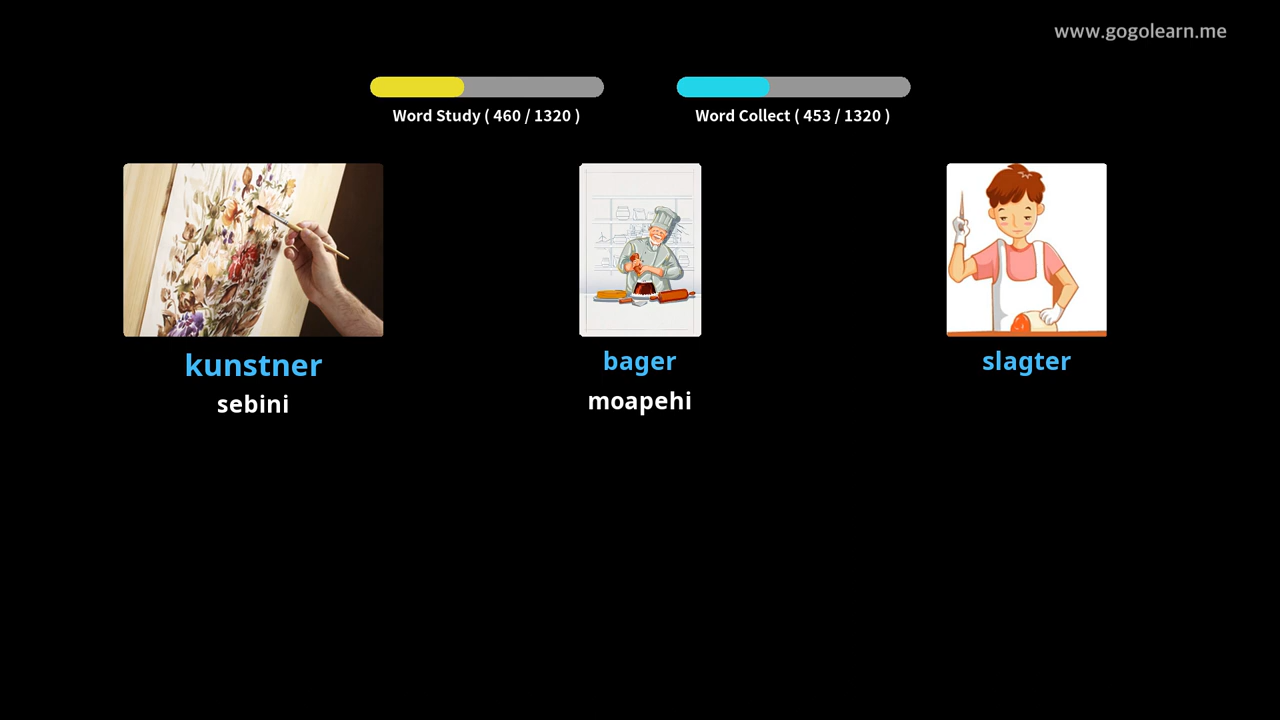 www.gogolearn.me
Word Study ( 460 / 1320 )
Word Collect ( 453 / 1320 )
kunstner
sebini
bager
moapehi
slagter